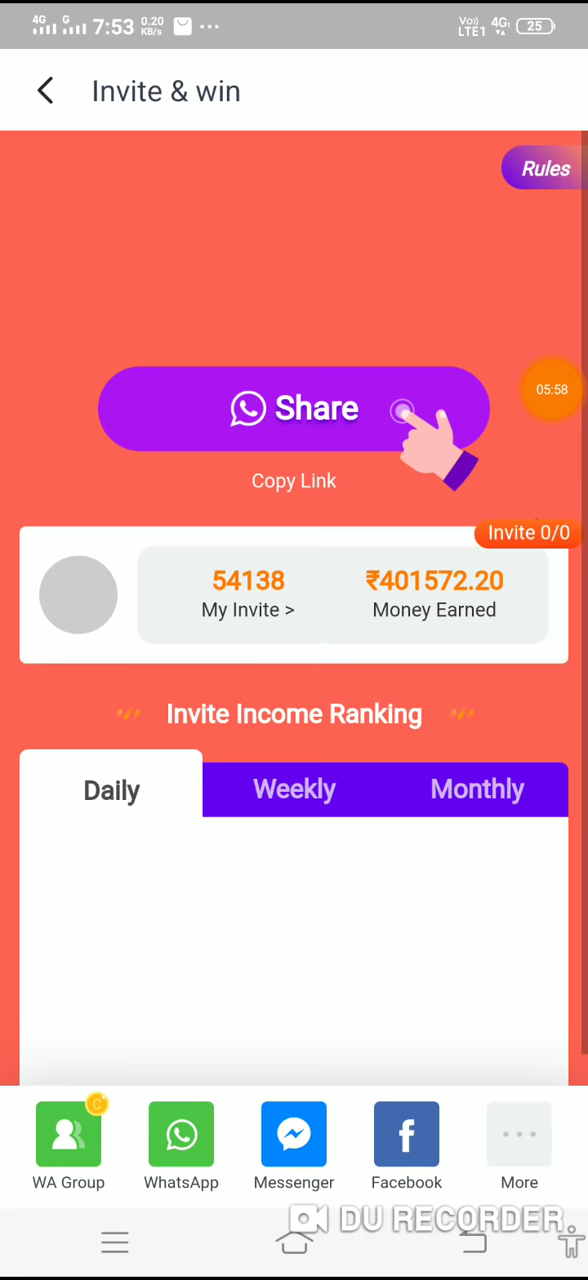 4G G 7:53 0.20 KB/s ... Vo)) LTE1 4G 25
Invite & win
Rules
Share
05:58
Copy Link
Invite 0/0
54138 ₹401572.20
My Invite > Money Earned
Invite Income Ranking
Daily Weekly Monthly
C
WA Group WhatsApp Messenger Facebook More
DU RECORDER